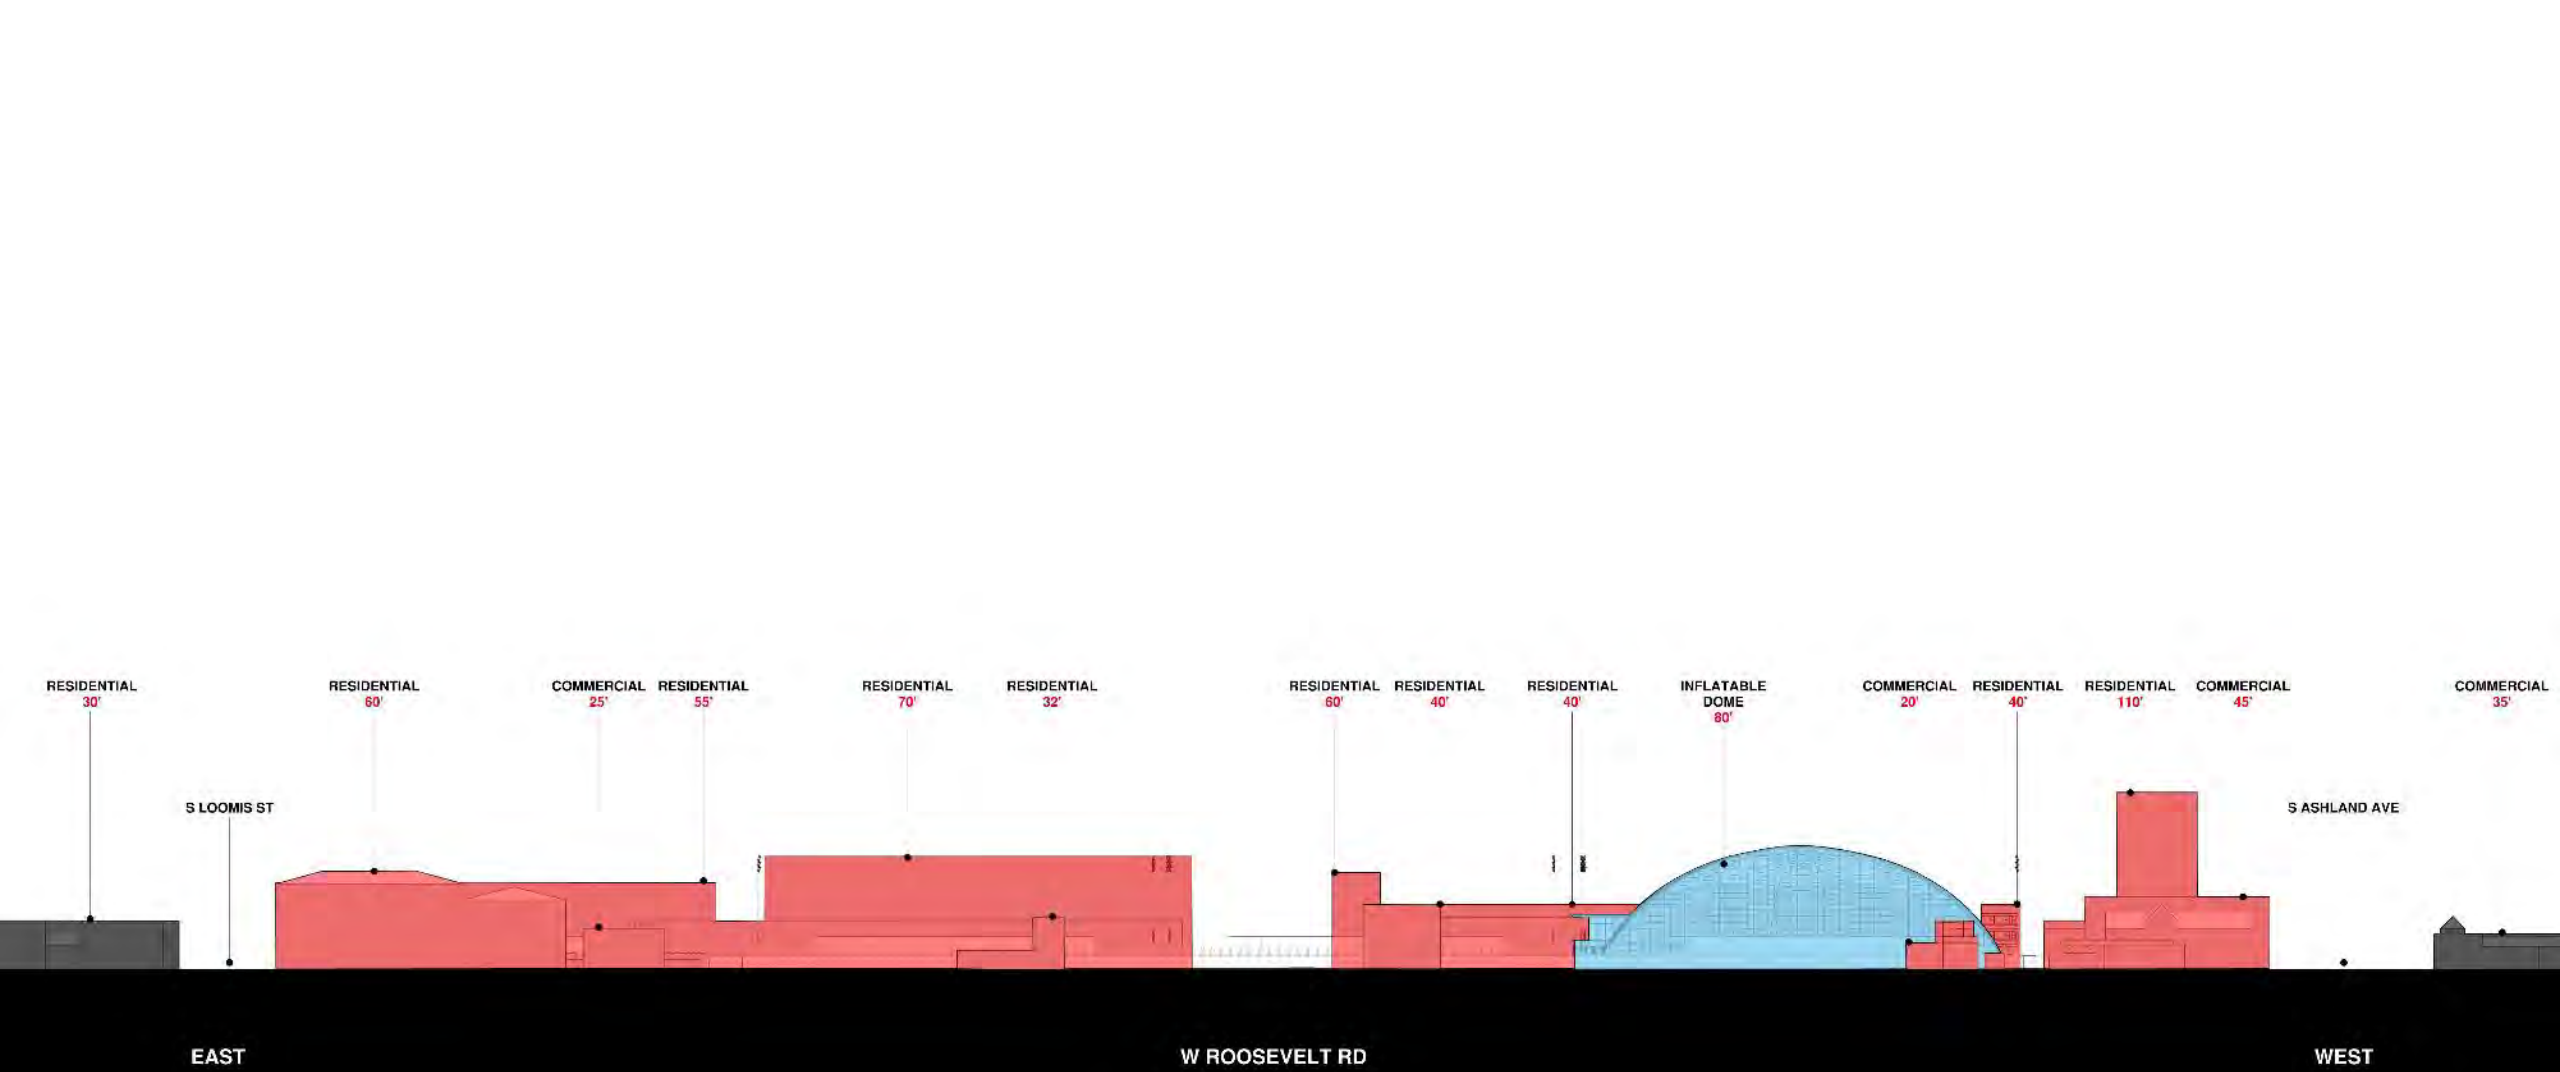 RESIDENTIAL
30'
RESIDENTIAL
60'
COMMERCIAL
25'
RESIDENTIAL
55'
RESIDENTIAL
70'
RESIDENTIAL
32'
RESIDENTIAL
60'
RESIDENTIAL
40'
RESIDENTIAL
40'
INFLATABLE
DOME
80'
COMMERCIAL
20'
RESIDENTIAL
40'
RESIDENTIAL
110'
COMMERCIAL
45'
COMMERCIAL
35'
S LOOMIS ST
S ASHLAND AVE
EAST
W ROOSEVELT RD
WEST